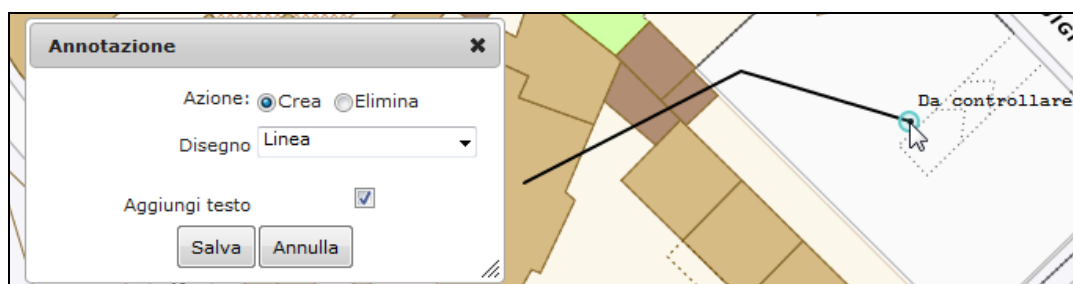 Annotazione
Azione: Crea Elimina
Disegno Linea
Aggiungi testo
Salva Annulla
Da controllare